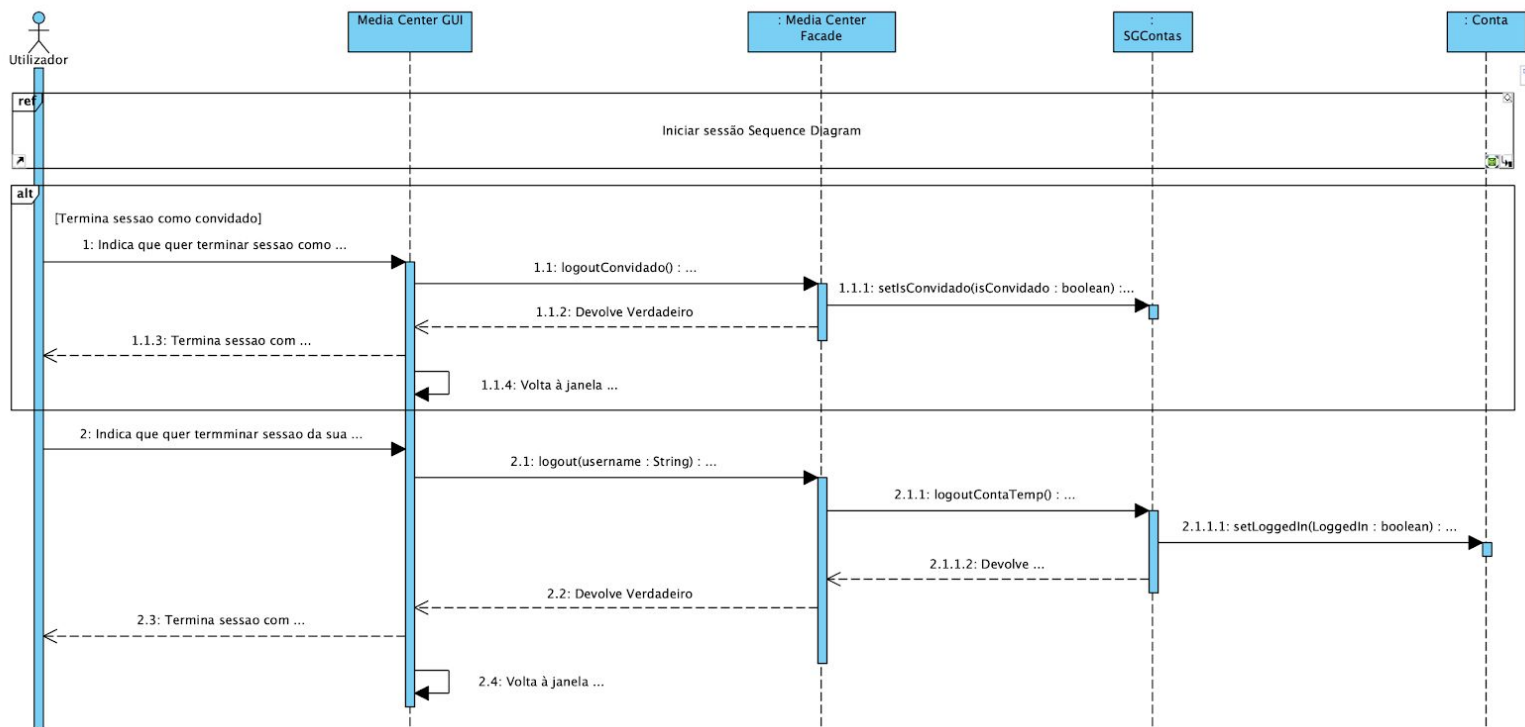 Utilizador
Media Center GUI
: Media Center
Facade
:
SGContas
: Conta
ref
Iniciar sessão Sequence Diagram
alt
[Termina sessao como convidado]
1: Indica que quer terminar sessao como ...
1.1: logoutConvidado() : ...
1.1.1: setIsConvidado(isConvidado : boolean) :...
1.1.2: Devolve Verdadeiro
1.1.3: Termina sessao com ...
1.1.4: Volta à janela ...
2: Indica que quer termminar sessao da sua ...
2.1: logout(username : String) : ...
2.1.1: logoutContaTemp() : ...
2.1.1.1: setLoggedIn(LoggedIn : boolean) : ...
2.1.1.2: Devolve ...
2.2: Devolve Verdadeiro
2.3: Termina sessao com ...
2.4: Volta à janela ...